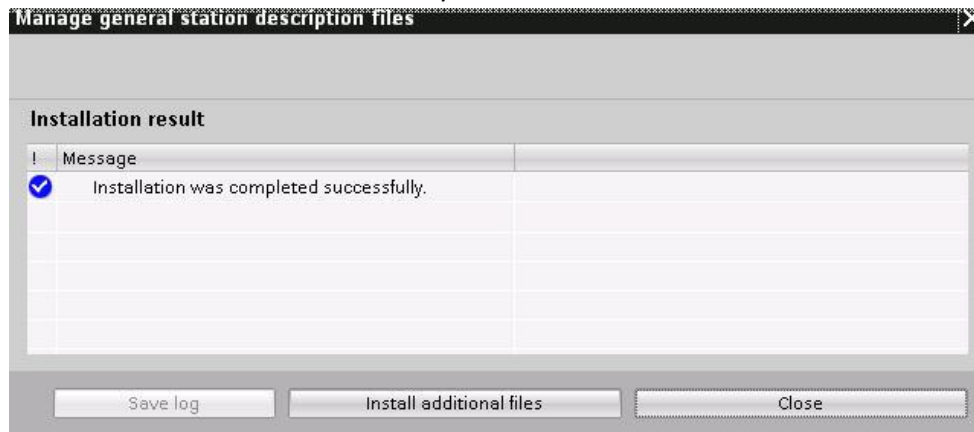 Manage general station description files
Installation result
! Message
Installation was completed successfully.
Save log Install additional files Close